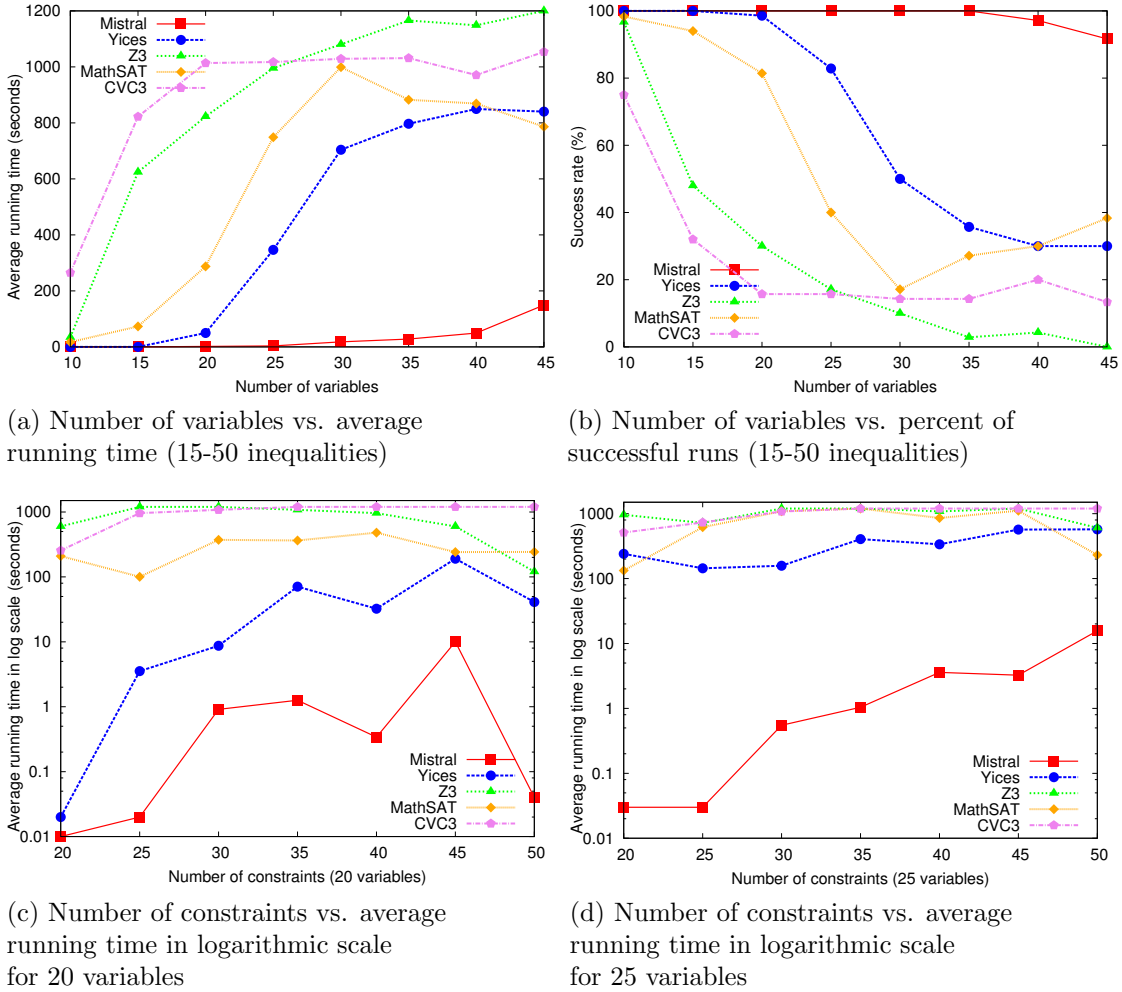 1200
1000
800
600
400
200
0
Average running time (seconds)
Mistral
Yices
Z3
MathSAT
CVC3
10 15 20 25 30 35 40 45
Number of variables
(a) Number of variables vs. average
running time (15-50 inequalities)
100
80
60
40
20
0
Success rate (%)
Mistral
Yices
Z3
MathSAT
CVC3
10 15 20 25 30 35 40 45
Number of variables
(b) Number of variables vs. percent of
successful runs (15-50 inequalities)
1000
100
10
1
0.1
0.01
Average running time in log scale (seconds)
Mistral
Yices
Z3
MathSAT
CVC3
20 25 30 35 40 45 50
Number of constraints (20 variables)
(c) Number of constraints vs. average
running time in logarithmic scale
for 20 variables
1000
100
10
1
0.1
0.01
Average running time in log scale (seconds)
Mistral
Yices
Z3
MathSAT
CVC3
20 25 30 35 40 45 50
Number of constraints (25 variables)
(d) Number of constraints vs. average
running time in logarithmic scale
for 25 variables